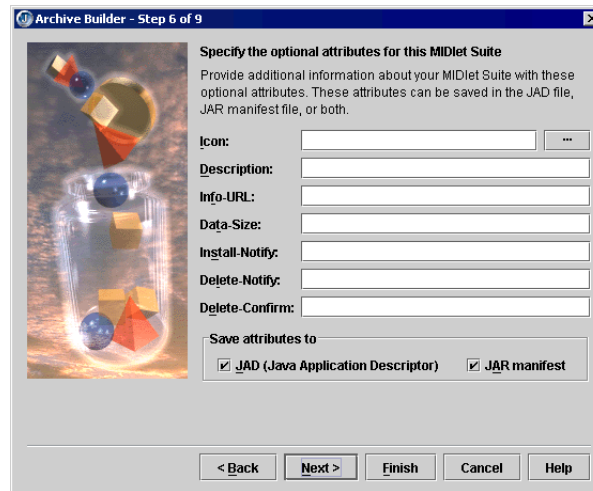 Archive Builder - Step 6 of 9
Specify the optional attributes for this MIDlet Suite
Provide additional information about your MIDlet Suite with these
optional attributes. These attributes can be saved in the JAD file,
JAR manifest file, or both.
Icon:
...
Description:
Info-URL:
Data-Size:
Install-Notify:
Delete-Notify:
Delete-Confirm:
Save attributes to
JAD (Java Application Descriptor)
JAR manifest
< Back
Next >
Finish
Cancel
Help